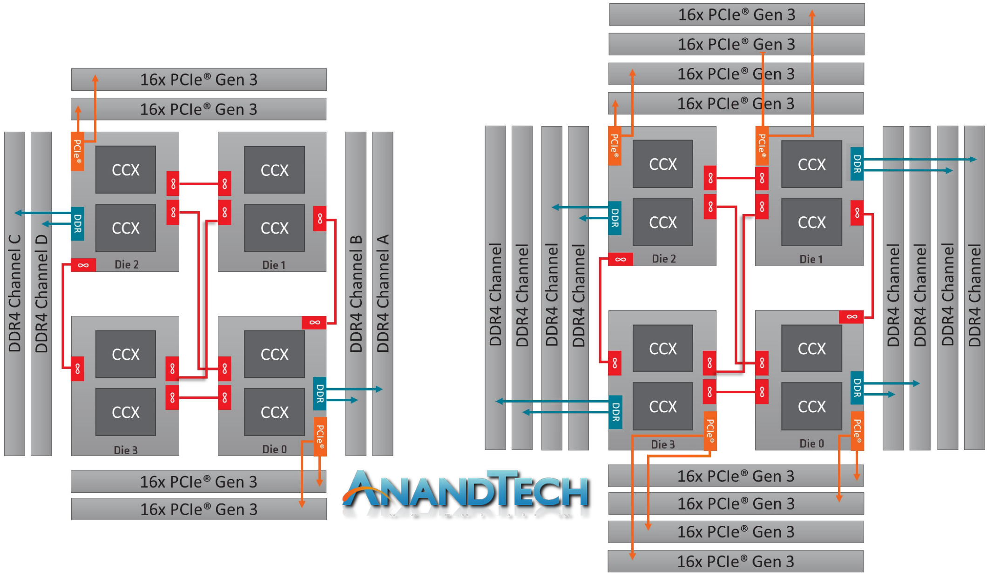 16x PCIe® Gen 3
16x PCIe® Gen 3
DDR4 Channel C
DDR4 Channel D
PCIe®
CCX
CCX
∞
∞
DDR
CCX
∞
∞
CCX
∞
Die 2
Die 1
∞
∞
CCX
CCX
∞
∞
∞
DDR
∞
∞
CCX
CCX
PCIe®
Die 3
Die 0
DDR4 Channel B
DDR4 Channel A
16x PCIe® Gen 3
16x PCIe® Gen 3
ANANDTECH
16x PCIe® Gen 3
16x PCIe® Gen 3
16x PCIe® Gen 3
16x PCIe® Gen 3
DDR4 Channel
DDR4 Channel
DDR4 Channel
DDR4 Channel
PCIe®
PCIe®
CCX
CCX
DDR
∞
∞
DDR
CCX
∞
∞
CCX
∞
Die 2
Die 1
∞
∞
CCX
CCX
∞
∞
∞
DDR
DDR
∞
∞
CCX
CCX
PCIe®
PCIe®
Die 3
Die 0
DDR4 Channel
DDR4 Channel
DDR4 Channel
DDR4 Channel
16x PCIe® Gen 3
16x PCIe® Gen 3
16x PCIe® Gen 3
16x PCIe® Gen 3